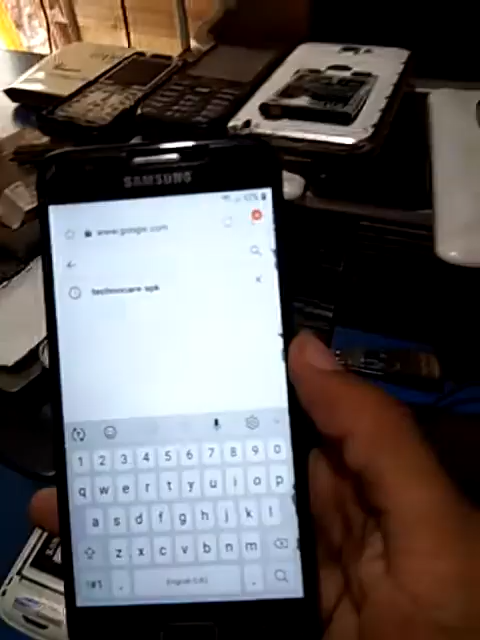 SAMSUNG
www.google.com
technocare apk
1 2 3 4 5 6 7 8 9 0
q w e r t y u i o p
a s d f g h j k l
z x c v b n m
!#1 , English (US) .